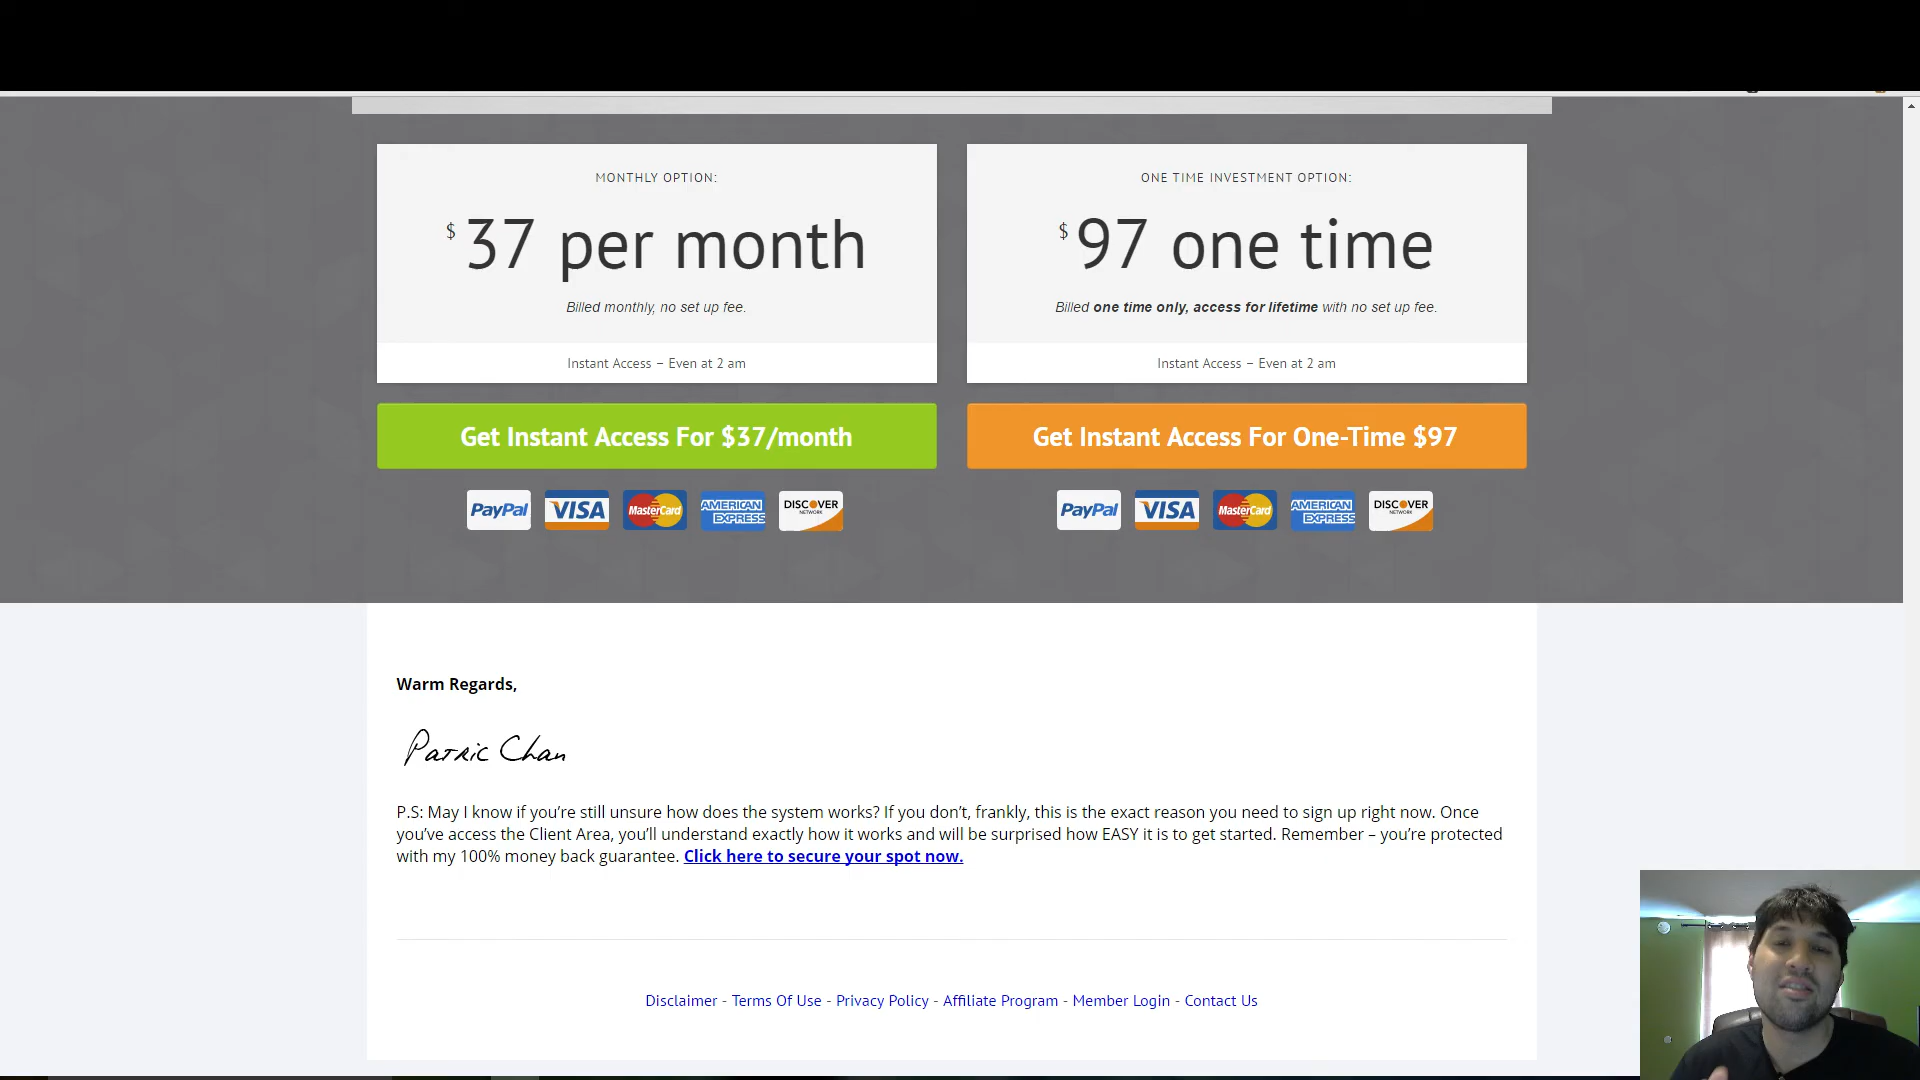 MONTHLY OPTION:
$ 37 per month
Billed monthly, no set up fee.
Instant Access – Even at 2 am
Get Instant Access For $37/month
PayPal VISA MasterCard AMERICAN EXPRESS DISCOVER NETWORK
ONE TIME INVESTMENT OPTION:
$ 97 one time
Billed one time only, access for lifetime with no set up fee.
Instant Access – Even at 2 am
Get Instant Access For One-Time $97
PayPal VISA MasterCard AMERICAN EXPRESS DISCOVER NETWORK
Warm Regards,
Patric Chan
P.S: May I know if you’re still unsure how does the system works? If you don’t, frankly, this is the exact reason you need to sign up right now. Once
you’ve access the Client Area, you’ll understand exactly how it works and will be surprised how EASY it is to get started. Remember – you’re protected
with my 100% money back guarantee. Click here to secure your spot now.
Disclaimer - Terms Of Use - Privacy Policy - Affiliate Program - Member Login - Contact Us